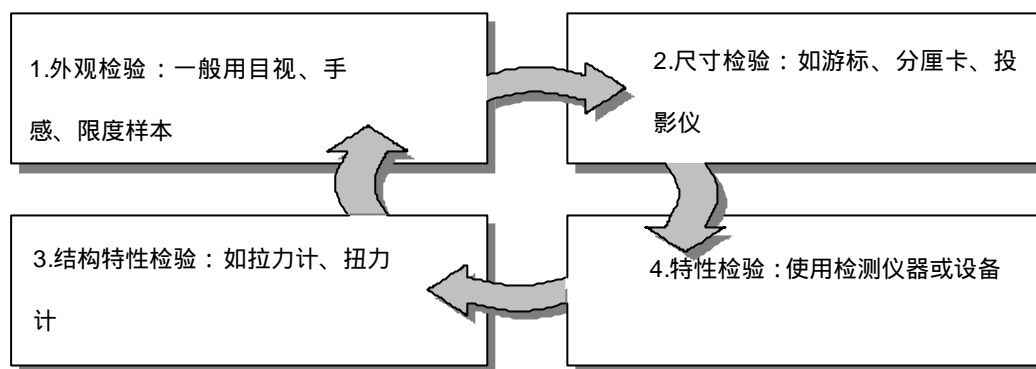 1.外观检验：一般用目视、手
感、限度样本
2.尺寸检验：如游标、分厘卡、投
影仪
3.结构特性检验：如拉力计、扭力
计
4.特性检验：使用检测仪器或设备